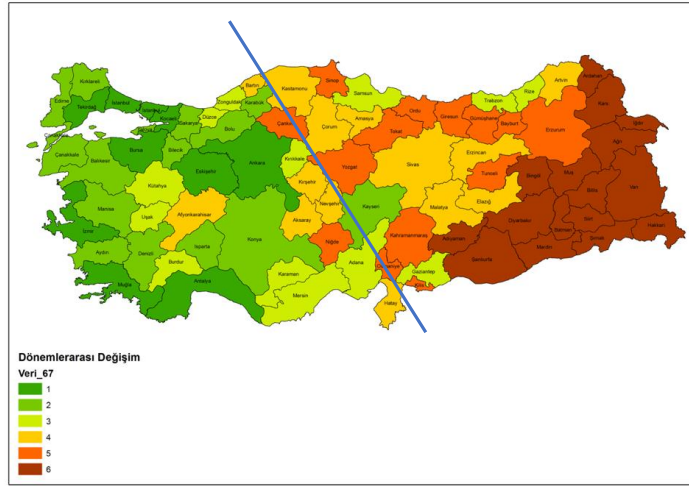 Kırklareli
Edirne
Tekirdağ
İstanbul
İstanbul
Kocaeli
Yalova
Sakarya
Düzce
Zonguldak
Bartın
Karabük
Kastamonu
Sinop
Samsun
Bolu
Çankırı
Çorum
Amasya
Ordu
Giresun
Trabzon
Rize
Artvin
Ardahan
Kars
Gümüşhane
Bayburt
Tokat
Erzurum
Iğdır
Ağrı
Çanakkale
Çanakkale
Balıkesir
Bursa
Bilecik
Eskişehir
Ankara
Kırıkkale
Yozgat
Sivas
Erzincan
Tunceli
Bingöl
Muş
Kütahya
Kırşehir
Manisa
Uşak
Afyonkarahisar
Nevşehir
Kayseri
Malatya
Elazığ
Bitlis
Van
İzmir
Aksaray
Konya
Niğde
Kahramanmaraş
Adıyaman
Diyarbakır
Batman
Siirt
Hakkari
Şırnak
Mardin
Şanlıurfa
Aydın
Denizli
Isparta
Burdur
Muğla
Antalya
Karaman
Mersin
Adana
Osmaniye
Gaziantep
Kilis
Hatay
Dönemlerarası Değişim
Veri_67
1
2
3
4
5
6